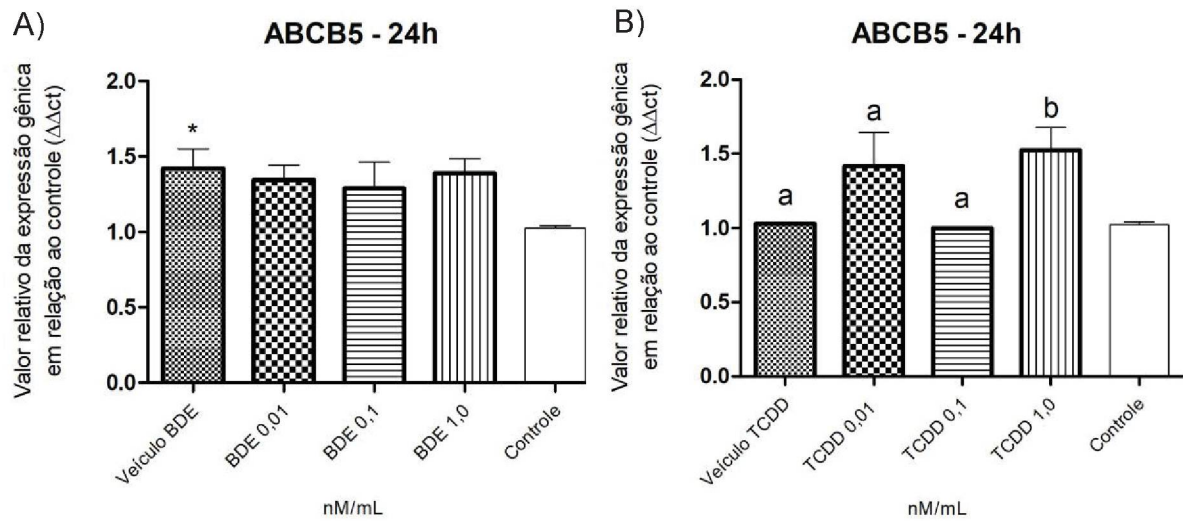 A)
ABCB5 - 24h
Valor relativo da expressão gênica
em relação ao controle (ΔΔct)
2.0
1.5
1.0
0.5
0.0
*
Veículo BDE
BDE 0,01
BDE 0,1
BDE 1,0
Controle
nM/mL
B)
ABCB5 - 24h
Valor relativo da expressão gênica
em relação ao controle (ΔΔct)
2.0
1.5
1.0
0.5
0.0
a
a
a
b
Veículo TCDD
TCDD 0,01
TCDD 0,1
TCDD 1,0
Controle
nM/mL